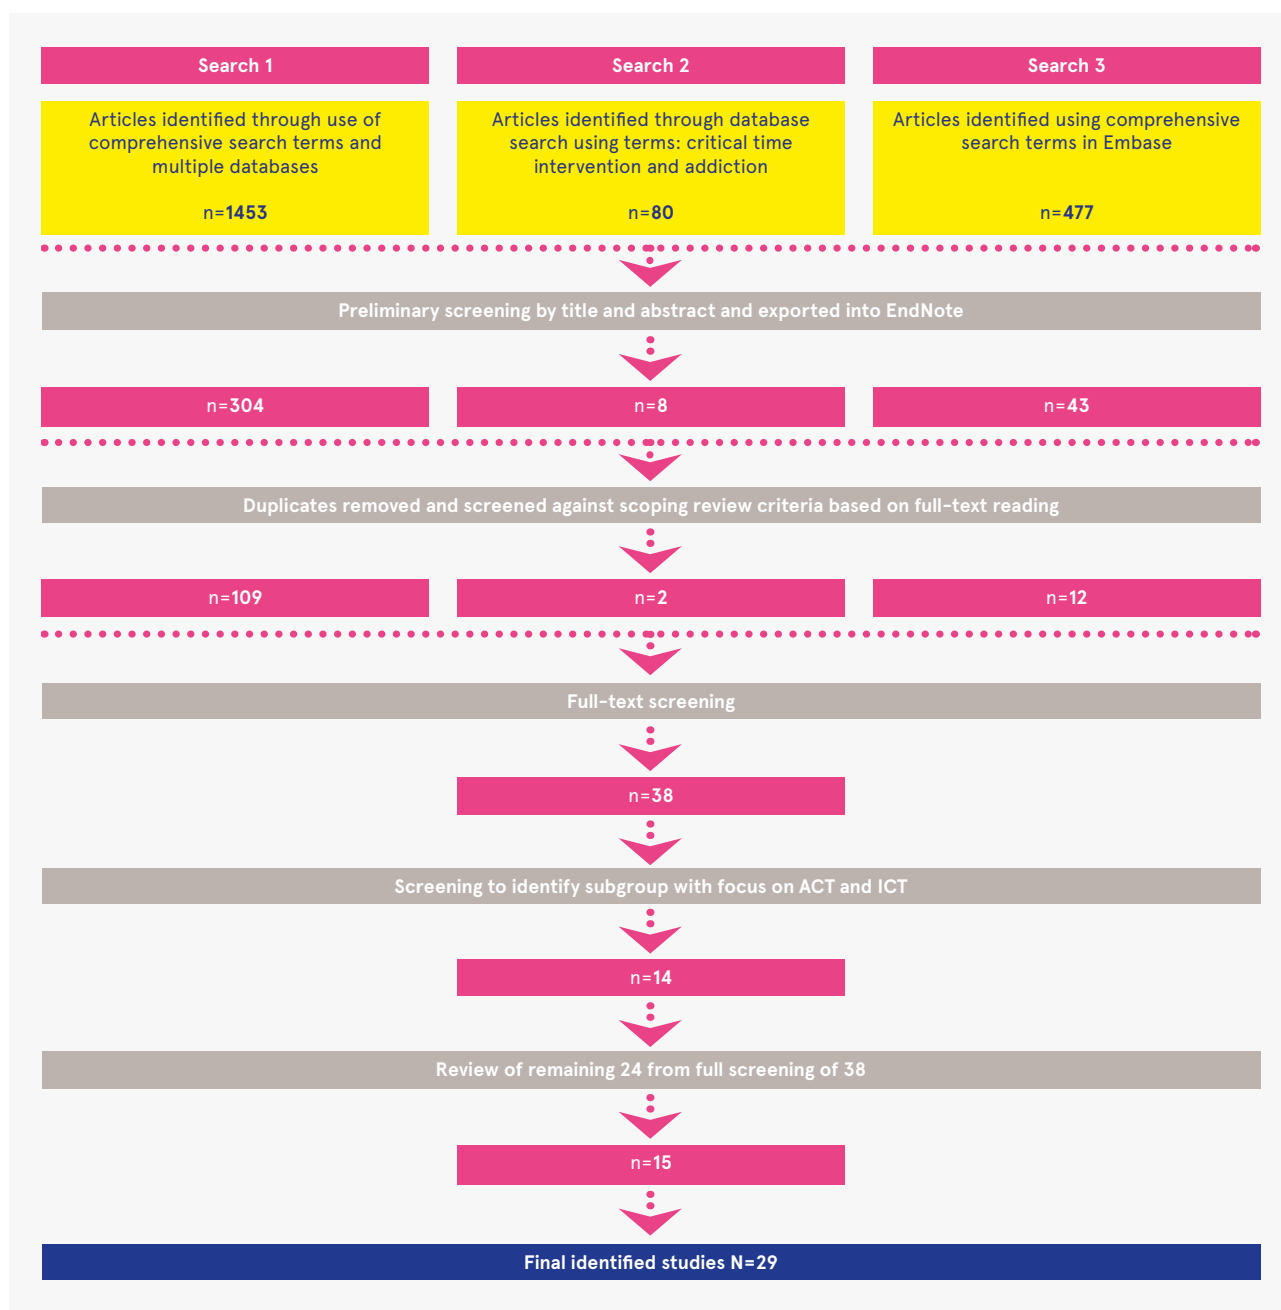 Search 1
Search 2
Search 3
Articles identified through use of
comprehensive search terms and
multiple databases
n=1453
Articles identified through database
search using terms: critical time
intervention and addiction
n=80
Articles identified using comprehensive
search terms in Embase
n=477
Preliminary screening by title and abstract and exported into EndNote
n=304
n=8
n=43
Duplicates removed and screened against scoping review criteria based on full-text reading
n=109
n=2
n=12
Full-text screening
n=38
Screening to identify subgroup with focus on ACT and ICT
n=14
Review of remaining 24 from full screening of 38
n=15
Final identified studies N=29